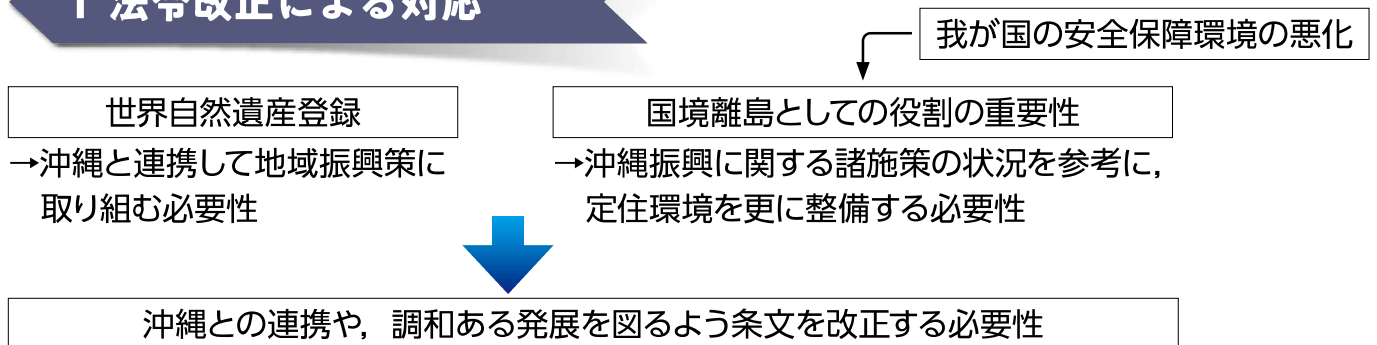 1 法令改正による対応
我が国の安全保障環境の悪化
世界自然遺産登録
国境離島としての役割の重要性
→沖縄と連携して地域振興策に
取り組む必要性
→沖縄振興に関する諸施策の状況を参考に，
定住環境を更に整備する必要性
沖縄との連携や，調和ある発展を図るよう条文を改正する必要性